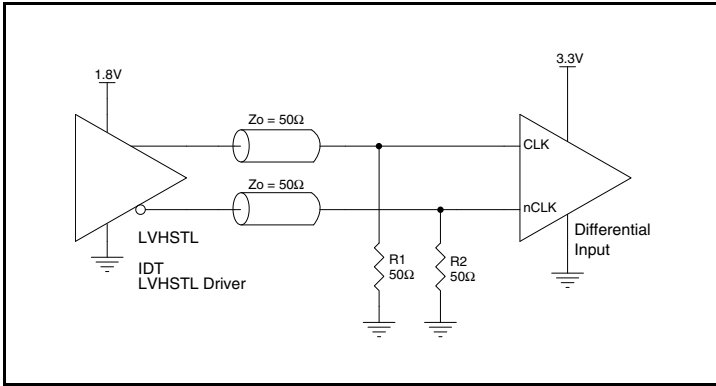 3.3V
1.8V
Zo = 50Ω
CLK
Zo = 50Ω
nCLK
LVHSTL
IDT
LVHSTL Driver
R1
50Ω
R2
50Ω
Differential
Input